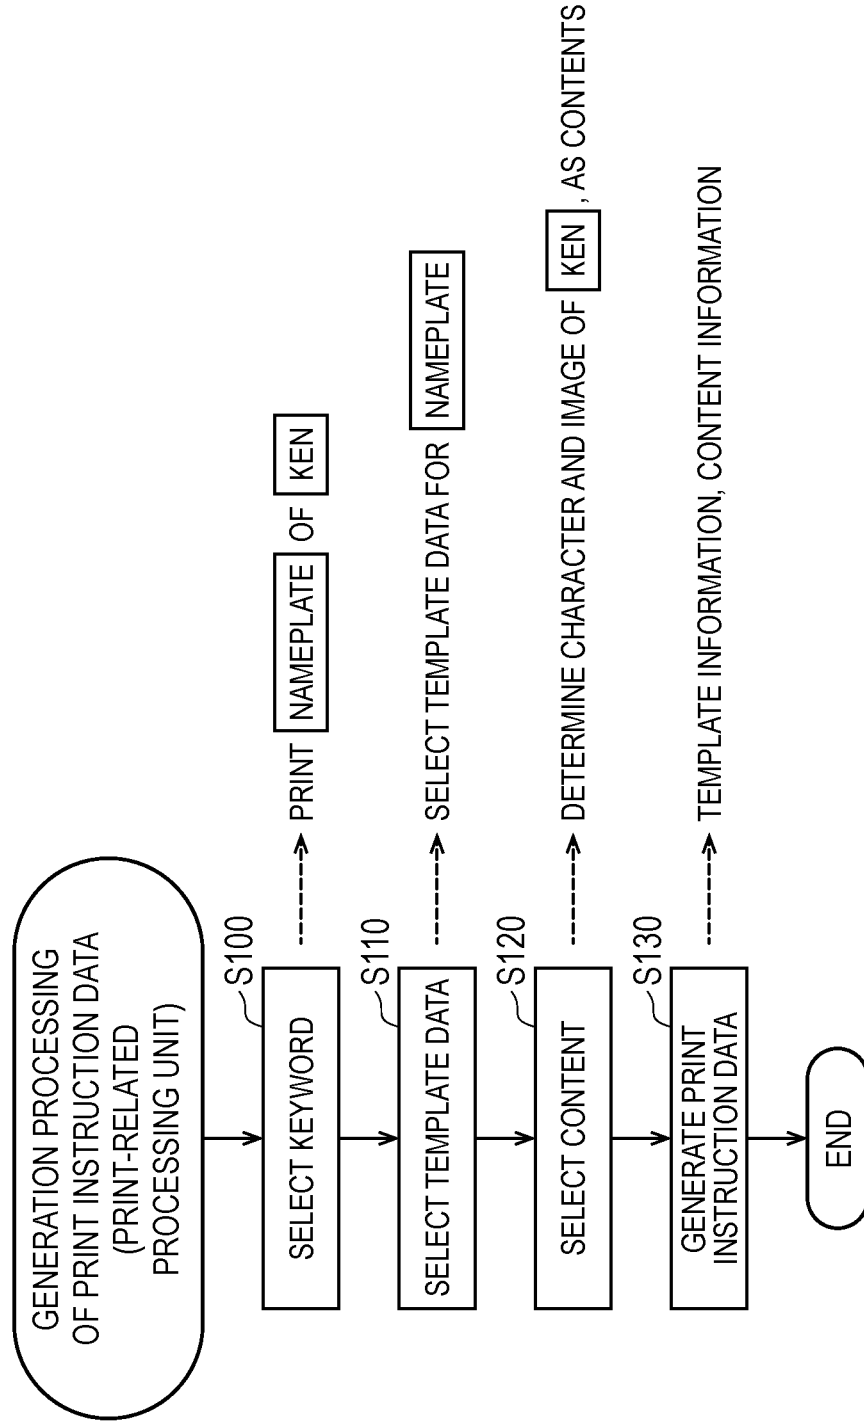 GENERATION PROCESSING
OF PRINT INSTRUCTION DATA
(PRINT-RELATED
PROCESSING UNIT)
S100
SELECT KEYWORD
PRINT NAMEPLATE OF KEN
S110
SELECT TEMPLATE DATA
SELECT TEMPLATE DATA FOR NAMEPLATE
S120
SELECT CONTENT
DETERMINE CHARACTER AND IMAGE OF KEN , AS CONTENTS
S130
GENERATE PRINT
INSTRUCTION DATA
TEMPLATE INFORMATION, CONTENT INFORMATION
END